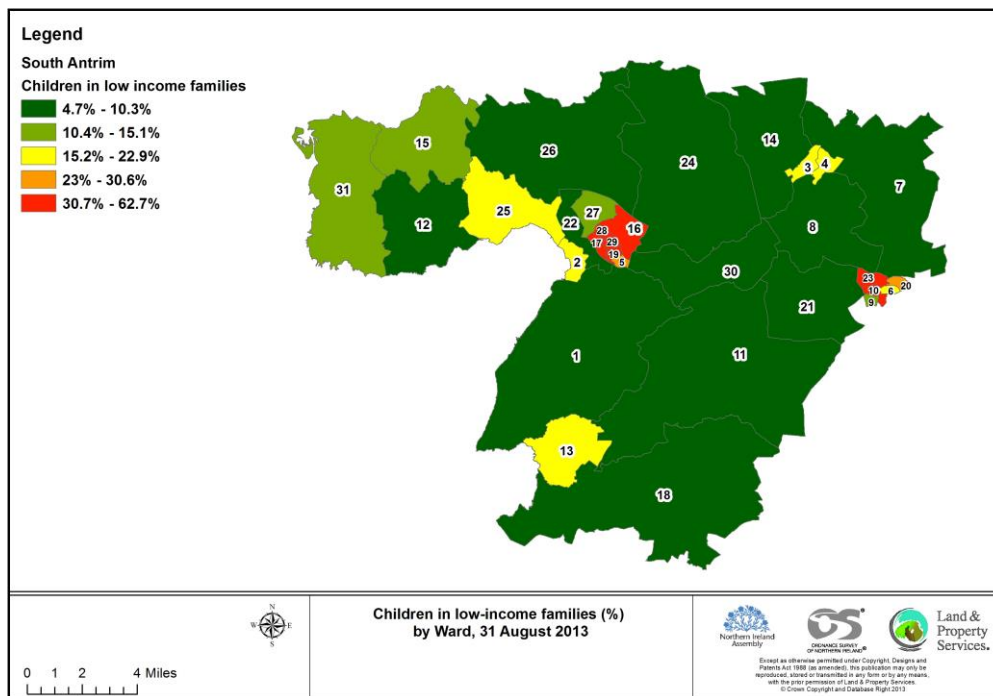 Legend
South Antrim
Children in low income families
4.7% - 10.3%
10.4% - 15.1%
15.2% - 22.9%
23% - 30.6%
30.7% - 62.7%
15
31
12
26
25
24
14
3
4
7
8
22
27
28
16
17
29
19
5
2
30
23
10
6
20
9
21
1
11
13
18
0 2 4 Miles
N
W E
S
Children in low-income families (%)
by Ward, 31 August 2013
Northern Ireland
Assembly
OS
ORDNANCE SURVEY
OF NORTHERN IRELAND®
Land &
Property
Services.
Except as otherwise permitted under Copyright, Designs and
Patents Act 1988 (as amended), this publication may only be
reproduced, stored or transmitted in any form or by any means,
with the prior permission of Land & Property Services.
© Crown Copyright and Database Right 2013